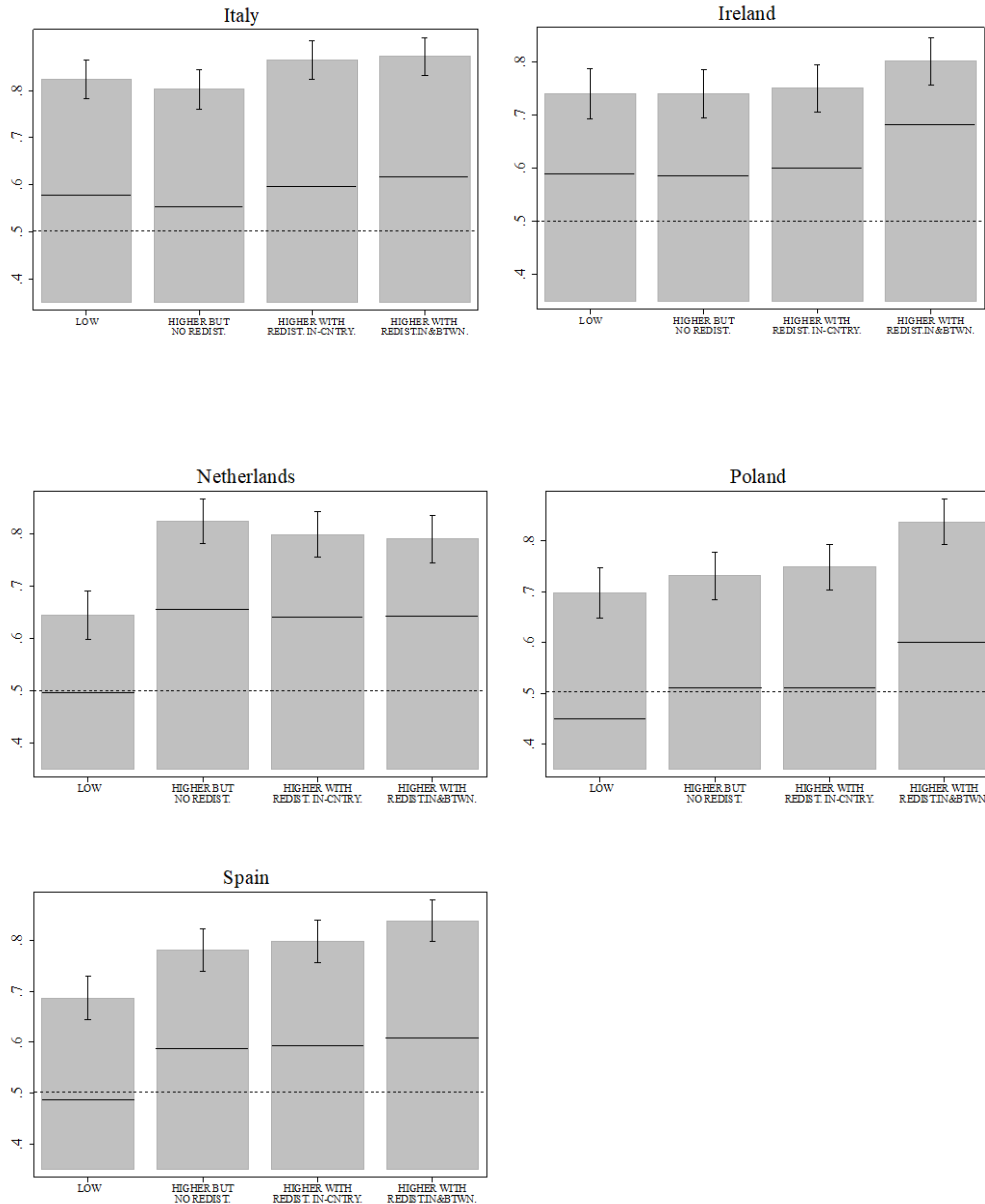 Italy
.8
.7
.6
.5
.4
LOW
HIGHER BUT
NO REDIST.
HIGHER WITH
REDIST. IN-CNTRY.
HIGHER WITH
REDIST.IN&BTWN.
Ireland
.8
.7
.6
.5
.4
LOW
HIGHER BUT
NO REDIST.
HIGHER WITH
REDIST. IN-CNTRY.
HIGHER WITH
REDIST.IN&BTWN.
Netherlands
.8
.7
.6
.5
.4
LOW
HIGHER BUT
NO REDIST.
HIGHER WITH
REDIST. IN-CNTRY.
HIGHER WITH
REDIST.IN&BTWN.
Poland
.8
.7
.6
.5
.4
LOW
HIGHER BUT
NO REDIST.
HIGHER WITH
REDIST. IN-CNTRY.
HIGHER WITH
REDIST.IN&BTWN
Spain
.8
.7
.6
.5
.4
LOW
HIGHER BUT
NO REDIST.
HIGHER WITH
REDIST. IN-CNTRY.
HIGHER WITH
REDIST.IN&BTWN.